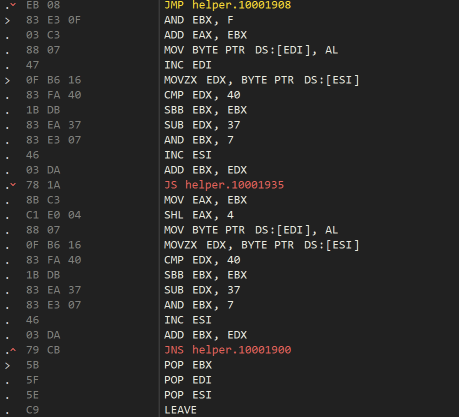 .⌄ EB 08 JMP helper.10001908
> 83 E3 0F AND EBX, F
. 03 C3 ADD EAX, EBX
. 88 07 MOV BYTE PTR DS:[EDI], AL
. 47 INC EDI
> 0F B6 16 MOVZX EDX, BYTE PTR DS:[ESI]
. 83 FA 40 CMP EDX, 40
. 1B DB SBB EBX, EBX
. 83 EA 37 SUB EDX, 37
. 83 E3 07 AND EBX, 7
. 46 INC ESI
. 03 DA ADD EBX, EDX
.⌄ 78 1A JS helper.10001935
. 8B C3 MOV EAX, EBX
. C1 E0 04 SHL EAX, 4
. 88 07 MOV BYTE PTR DS:[EDI], AL
. 0F B6 16 MOVZX EDX, BYTE PTR DS:[ESI]
. 83 FA 40 CMP EDX, 40
. 1B DB SBB EBX, EBX
. 83 EA 37 SUB EDX, 37
. 83 E3 07 AND EBX, 7
. 46 INC ESI
. 03 DA ADD EBX, EDX
.^ 79 CB JNS helper.10001900
> 5B POP EBX
. 5F POP EDI
. 5E POP ESI
. C9 LEAVE